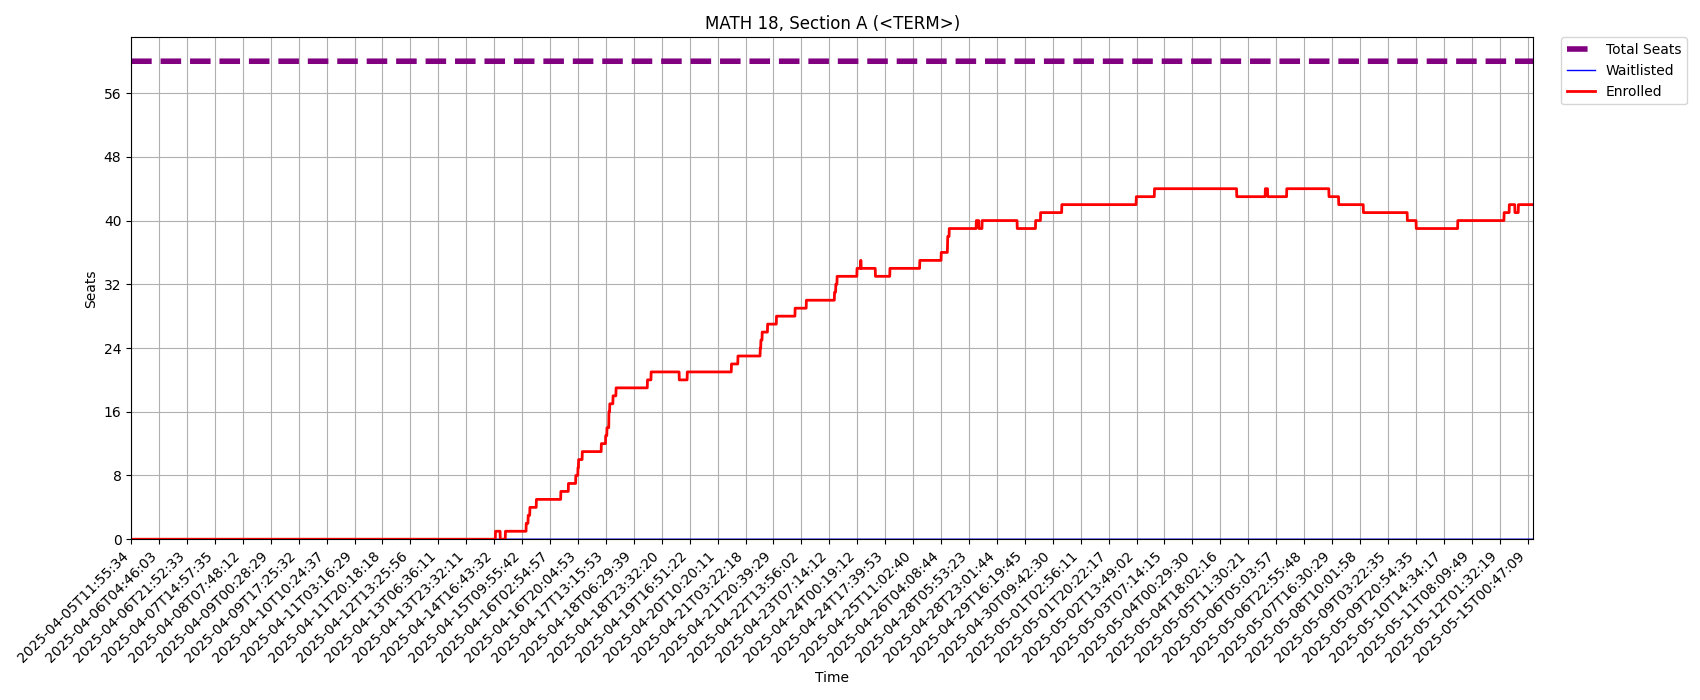 MATH 18, Section A (<TERM>)
Total Seats
Waitlisted
Enrolled
56
48
40
32
24
16
8
0
Seats
2025-04-05T11:55:34
2025-04-06T04:46:03
2025-04-06T21:52:33
2025-04-07T14:57:35
2025-04-08T07:48:12
2025-04-09T00:28:29
2025-04-09T17:25:32
2025-04-10T10:24:37
2025-04-11T03:16:29
2025-04-11T20:18:18
2025-04-12T13:25:56
2025-04-13T06:36:11
2025-04-13T23:32:11
2025-04-14T16:43:32
2025-04-15T09:55:42
2025-04-16T02:54:57
2025-04-16T20:04:53
2025-04-17T13:15:53
2025-04-18T06:29:39
2025-04-18T23:32:20
2025-04-19T16:51:22
2025-04-20T10:20:11
2025-04-21T03:22:18
2025-04-21T20:39:29
2025-04-22T13:56:02
2025-04-23T07:14:12
2025-04-24T00:19:12
2025-04-24T17:39:53
2025-04-25T11:02:40
2025-04-26T04:08:44
2025-04-28T05:53:23
2025-04-28T23:01:44
2025-04-29T16:19:45
2025-04-30T09:42:30
2025-05-01T02:56:11
2025-05-01T20:22:17
2025-05-02T13:49:02
2025-05-03T07:14:15
2025-05-04T00:29:30
2025-05-04T18:02:16
2025-05-05T11:30:21
2025-05-06T05:03:57
2025-05-06T22:55:48
2025-05-07T16:30:29
2025-05-08T10:01:58
2025-05-09T03:22:35
2025-05-09T20:54:35
2025-05-10T14:34:17
2025-05-11T08:09:49
2025-05-12T01:32:19
2025-05-15T00:47:09
Time